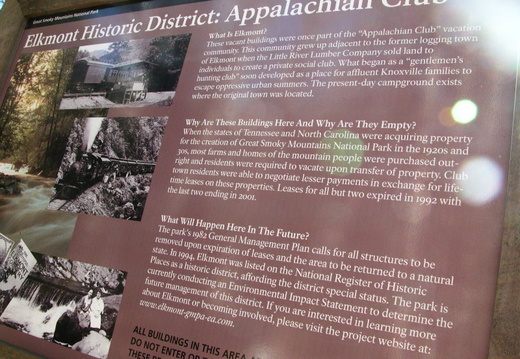 Great Smoky Mountains National Park
Elkmont Historic District: Appalachian Club
What Is Elkmont?
These vacant buildings were once part of the "Appalachian Club" vacation
community. This community grew up adjacent to the former logging town
of Elkmont when the Little River Lumber Company sold land to
individuals to create a private social club. What began as a "gentlemen's
hunting club" soon developed as a place for affluent Knoxville families to
escape oppressive urban summers. The present-day campground exists
where the original town was located.
Why Are These Buildings Here And Why Are They Empty?
When the states of Tennessee and North Carolina were acquiring property
for the creation of Great Smoky Mountains National Park in the 1920s and
30s, most farms and homes of the mountain people were purchased out-
right and residents were required to vacate upon transfer of property. Club
town residents were able to negotiate lesser payments in exchange for life-
time leases on these properties. Leases for all but two expired in 1992 with
the last two ending in 2001.
What Will Happen Here In The Future?
The park's 1982 General Management Plan calls for all structures to be
removed upon expiration of leases and the area to be returned to a natural
state. In 1994, Elkmont was listed on the National Register of Historic
Places as a historic district, affording the district special status. The park is
currently conducting an Environmental Impact Statement to determine the
future management of this district. If you are interested in learning more
about Elkmont or becoming involved, please visit the project website at:
www.elkmont-gmpa-ea.com.
ALL BUILDINGS IN THIS AREA
DO NOT ENTER OR
THESE